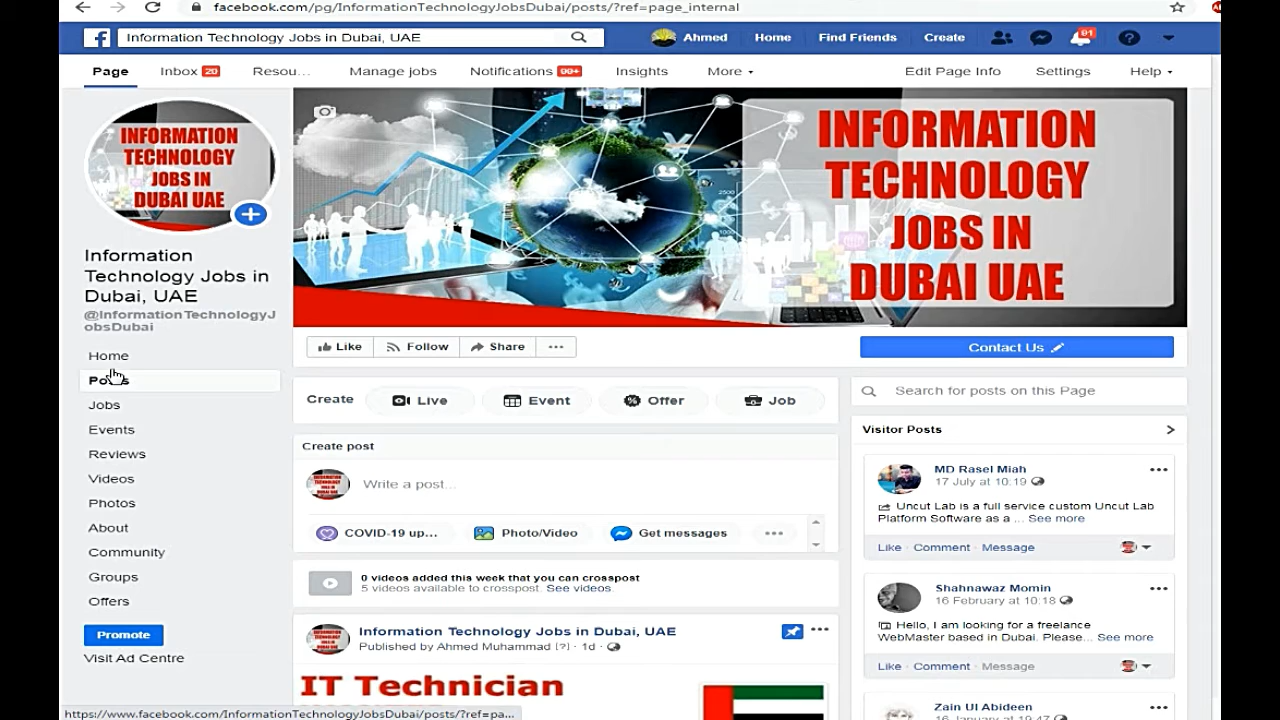 facebook.com/pg/InformationTechnologyJobsDubai/posts/?ref=page_internal
Information Technology Jobs in Dubai, UAE
Ahmed Home Find Friends Create 91
Page Inbox 20 Resou... Manage jobs Notifications 99+ Insights More Edit Page Info Settings Help
INFORMATION
TECHNOLOGY
JOBS IN
DUBAI UAE
INFORMATION
TECHNOLOGY
JOBS IN
DUBAI UAE
Information
Technology Jobs in
Dubai, UAE
@InformationTechnologyJ
obsDubai
Home
Posts
Jobs
Events
Reviews
Videos
Photos
About
Community
Groups
Offers
Promote
Visit Ad Centre
Like Follow Share ...
Contact Us
Create Live Event Offer Job
Create post
Write a post...
COVID-19 up... Photo/Video Get messages ...
0 videos added this week that you can crosspost
5 videos available to crosspost. See videos.
Information Technology Jobs in Dubai, UAE
Published by Ahmed Muhammad [?] · 1d ·
IT Technician
Search for posts on this Page
Visitor Posts
MD Rasel Miah
17 July at 10:19
Uncut Lab is a full service custom Uncut Lab
Platform Software as a ... See more
Like · Comment · Message
Shahnawaz Momin
16 February at 10:18
Hello, I am looking for a freelance
WebMaster based in Dubai. Please... See more
Like · Comment · Message
Zain Ul Abideen
16 January at 19:47
https://www.facebook.com/InformationTechnologyJobsDubai/posts/?ref=pa...